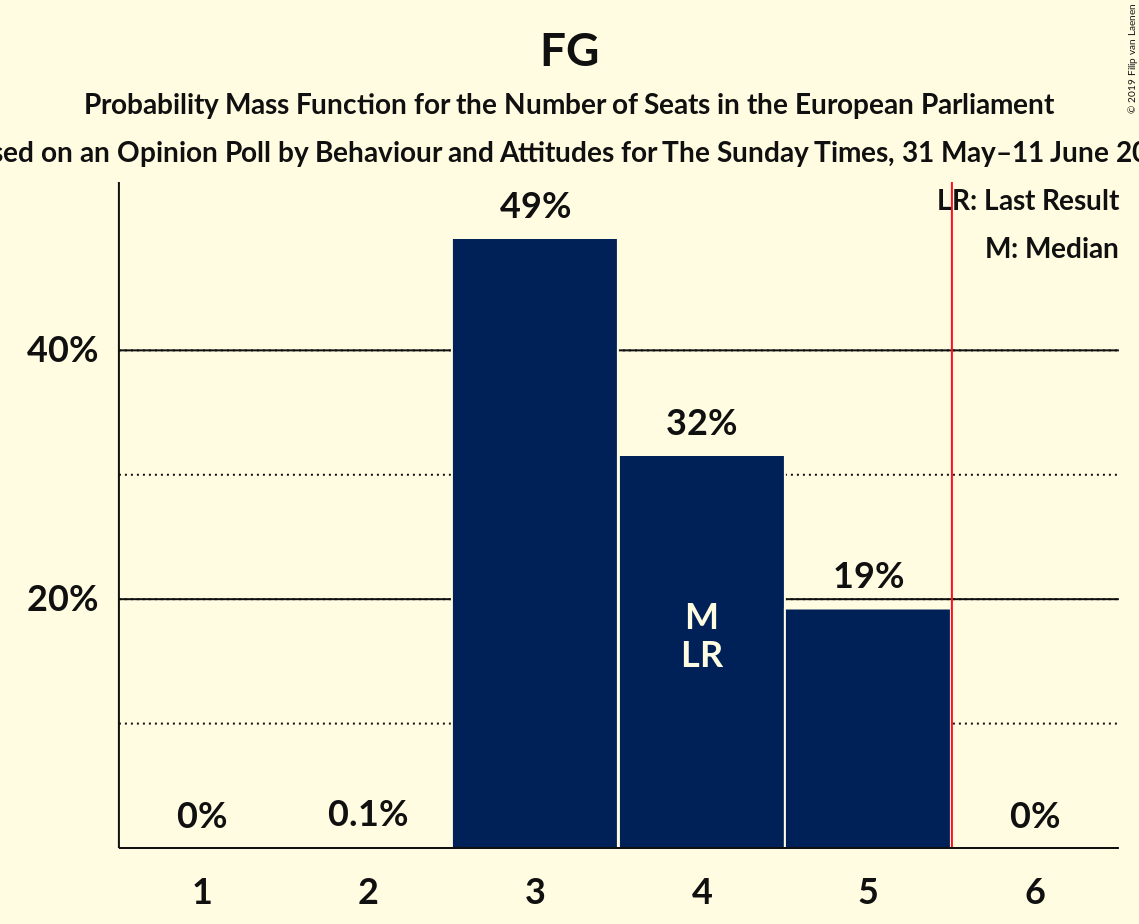 FG
Probability Mass Function for the Number of Seats in the European Parliament
on an Opinion Poll by Behaviour and Attitudes for The Sunday Times, 31 May–11 June
LR: Last Result
M: Median
49%
40%
32%
20%
19%
M
LR
0%
0.1%
0%
1
2
3
4
5
6
© 2019 Filip van Laenen